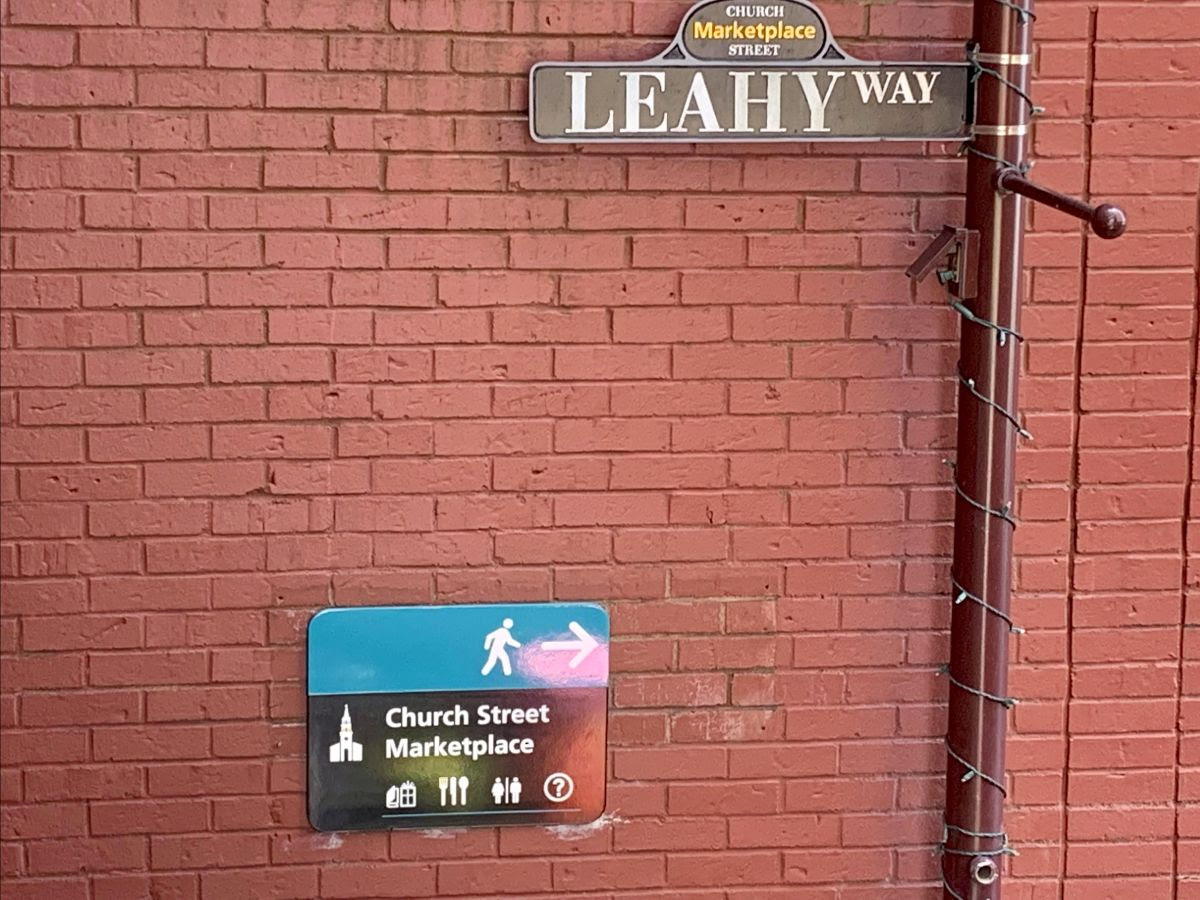 CHURCH
Marketplace
STREET
LEAHY WAY
Church Street
Marketplace
?